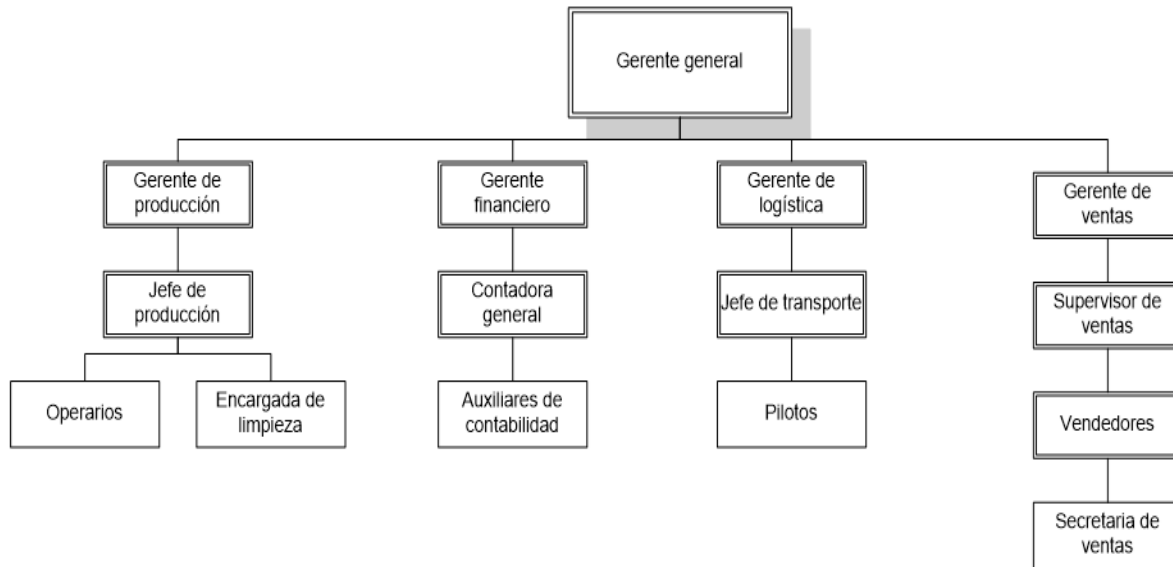 Gerente general
Gerente de
producción
Gerente
financiero
Gerente de
logística
Gerente de
ventas
Jefe de
producción
Contadora
general
Jefe de transporte
Supervisor de
ventas
Operarios
Encargada de
limpieza
Auxiliares de
contabilidad
Pilotos
Vendedores
Secretaria de
ventas